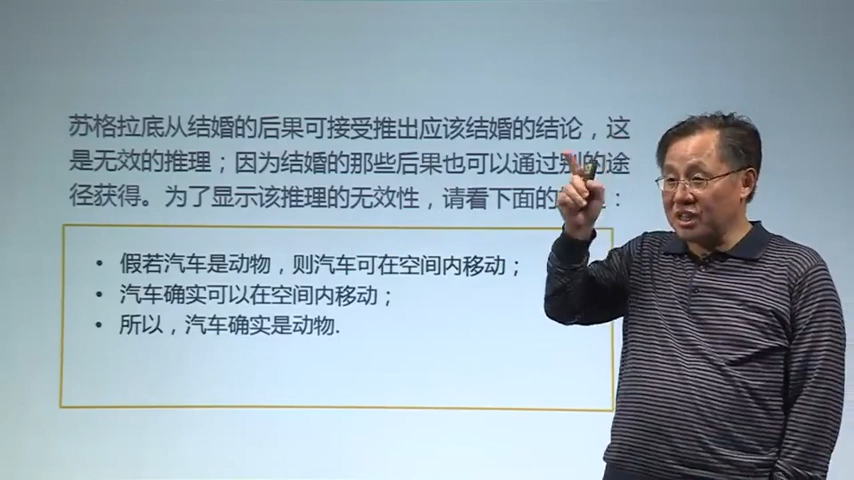 苏格拉底从结婚的后果可接受推出应该结婚的结论，这
是无效的推理；因为结婚的那些后果也可以通过别的途
径获得。为了显示该推理的无效性，请看下面的：
• 假若汽车是动物，则汽车可在空间内移动；
• 汽车确实可以在空间内移动；
• 所以，汽车确实是动物.